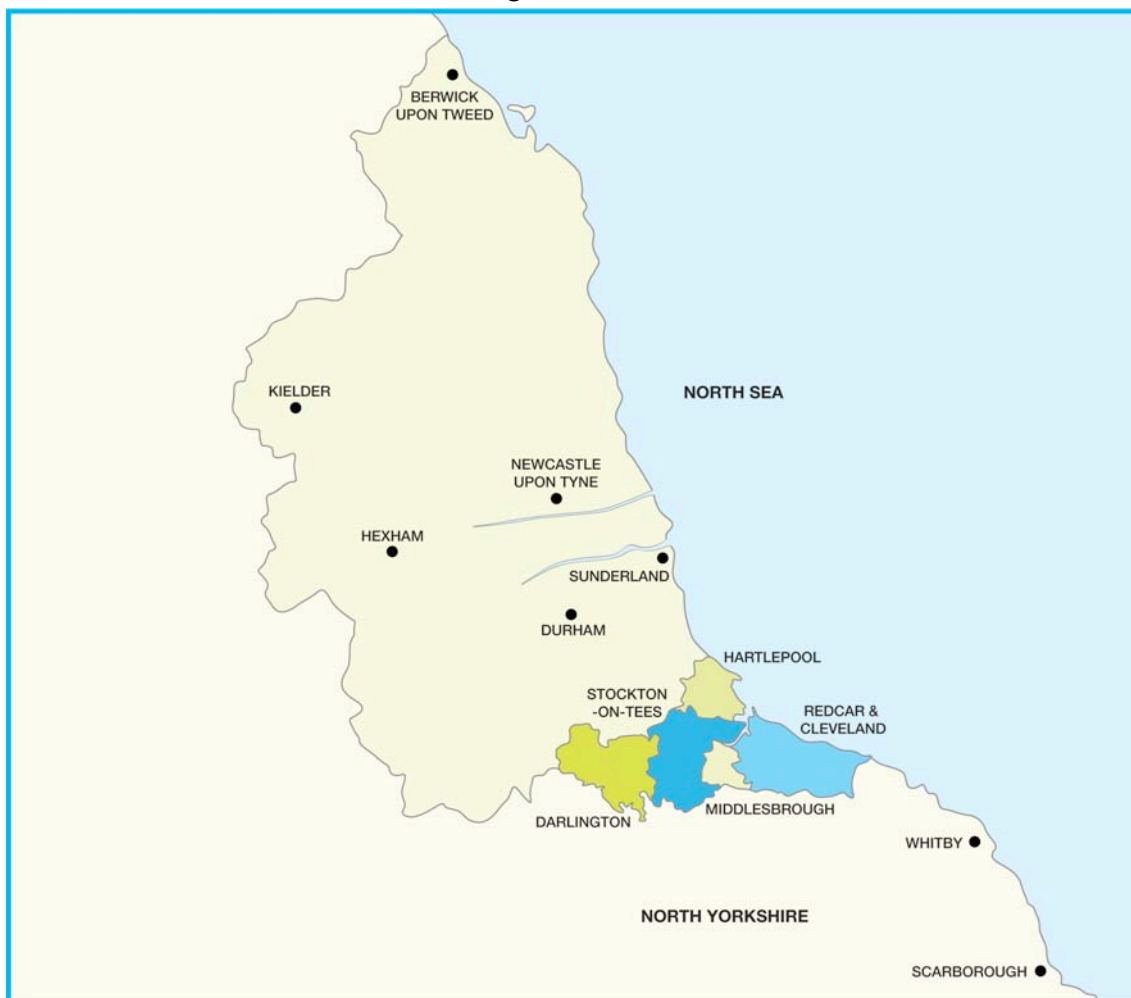 BERWICK
UPON TWEED
KIELDER
NORTH SEA
NEWCASTLE
UPON TYNE
HEXHAM
SUNDERLAND
DURHAM
HARTLEPOOL
STOCKTON
-ON-TEES
REDCAR &
CLEVELAND
DARLINGTON
MIDDLESBROUGH
WHITBY
NORTH YORKSHIRE
SCARBOROUGH